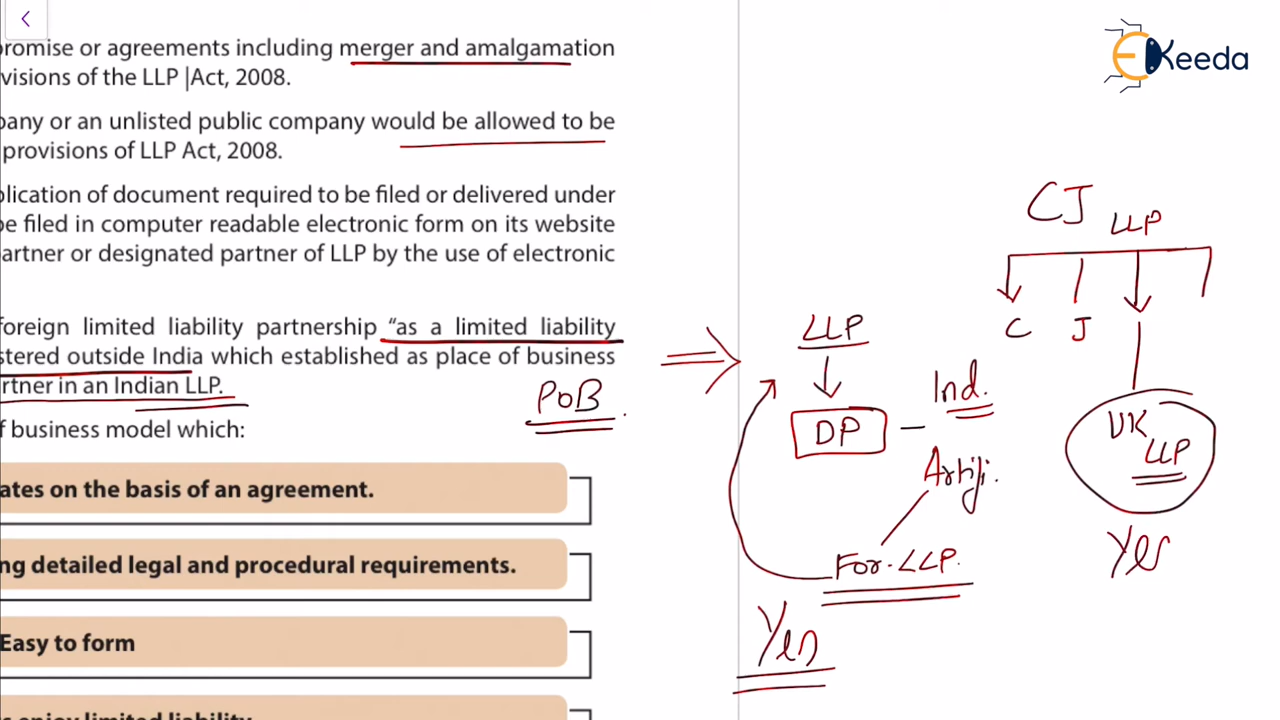 promise or agreements including merger and amalgamation
visions of the LLP |Act, 2008.
pany or an unlisted public company would be allowed to be
provisions of LLP Act, 2008.
plication of document required to be filed or delivered under
be filed in computer readable electronic form on its website
artner or designated partner of LLP by the use of electronic
foreign limited liability partnership “as a limited liability
stered outside India which established as place of business
rtner in an Indian LLP.
f business model which:
ates on the basis of an agreement.
ng detailed legal and procedural requirements.
Easy to form
s enjoy limited liability
PoB
Keeda
LLP
DP – Ind.
Artifi.
For. LLP.
Yes
CJ LLP
C J
UK
LLP
Yes